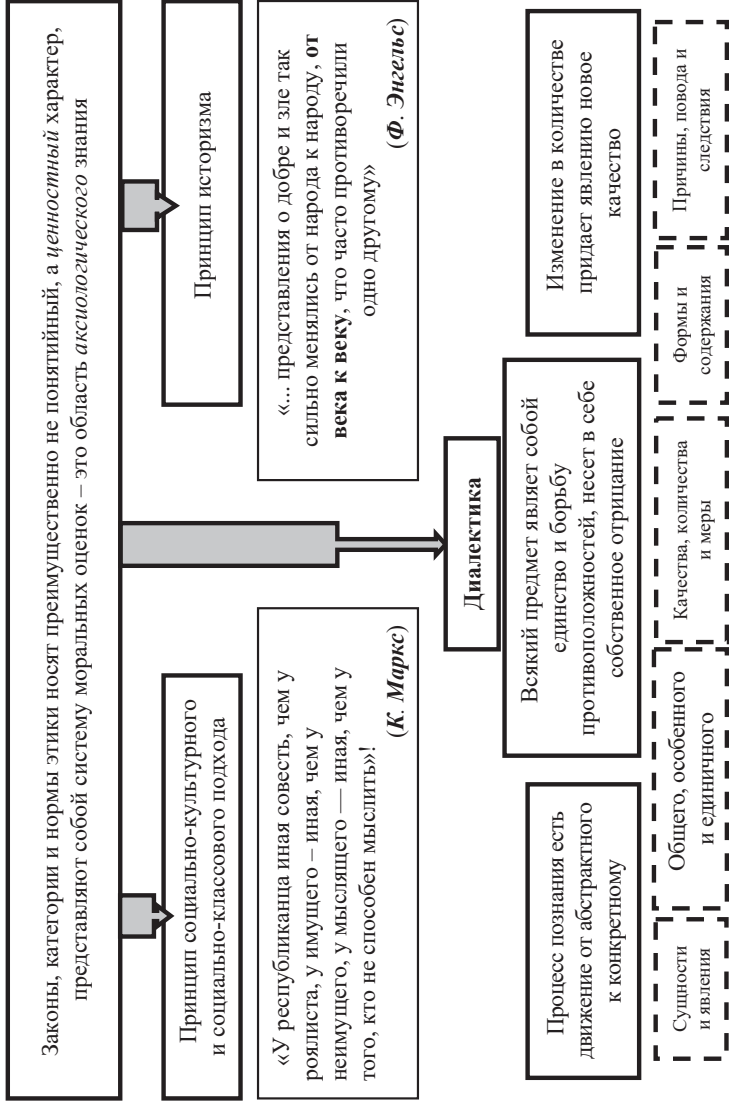 Законы, категории и нормы этики носят преимущественно не понятийный, а ценностный характер,
представляют собой систему моральных оценок – это область аксиологического знания
Принцип социально-культурного
и социально-классового подхода
Принцип историзма
«У республиканца иная совесть, чем у
роялиста, у имущего – иная, чем у
неимущего, у мыслящего — иная, чем у
того, кто не способен мыслить»!
(К. Маркс)
«... представления о добре и зле так
сильно менялись от народа к народу, от
века к веку, что часто противоречили
одно другому»
(Ф. Энгельс)
Диалектика
Процесс познания есть
движение от абстрактного
к конкретному
Всякий предмет являет собой
единство и борьбу
противоположностей, несет в себе
собственное отрицание
Изменение в количестве
придает явлению новое
качество
Сущности
и явления
Общего, особенного
и единичного
Качества, количества
и меры
Формы и
содержания
Причины, повода и
следствия